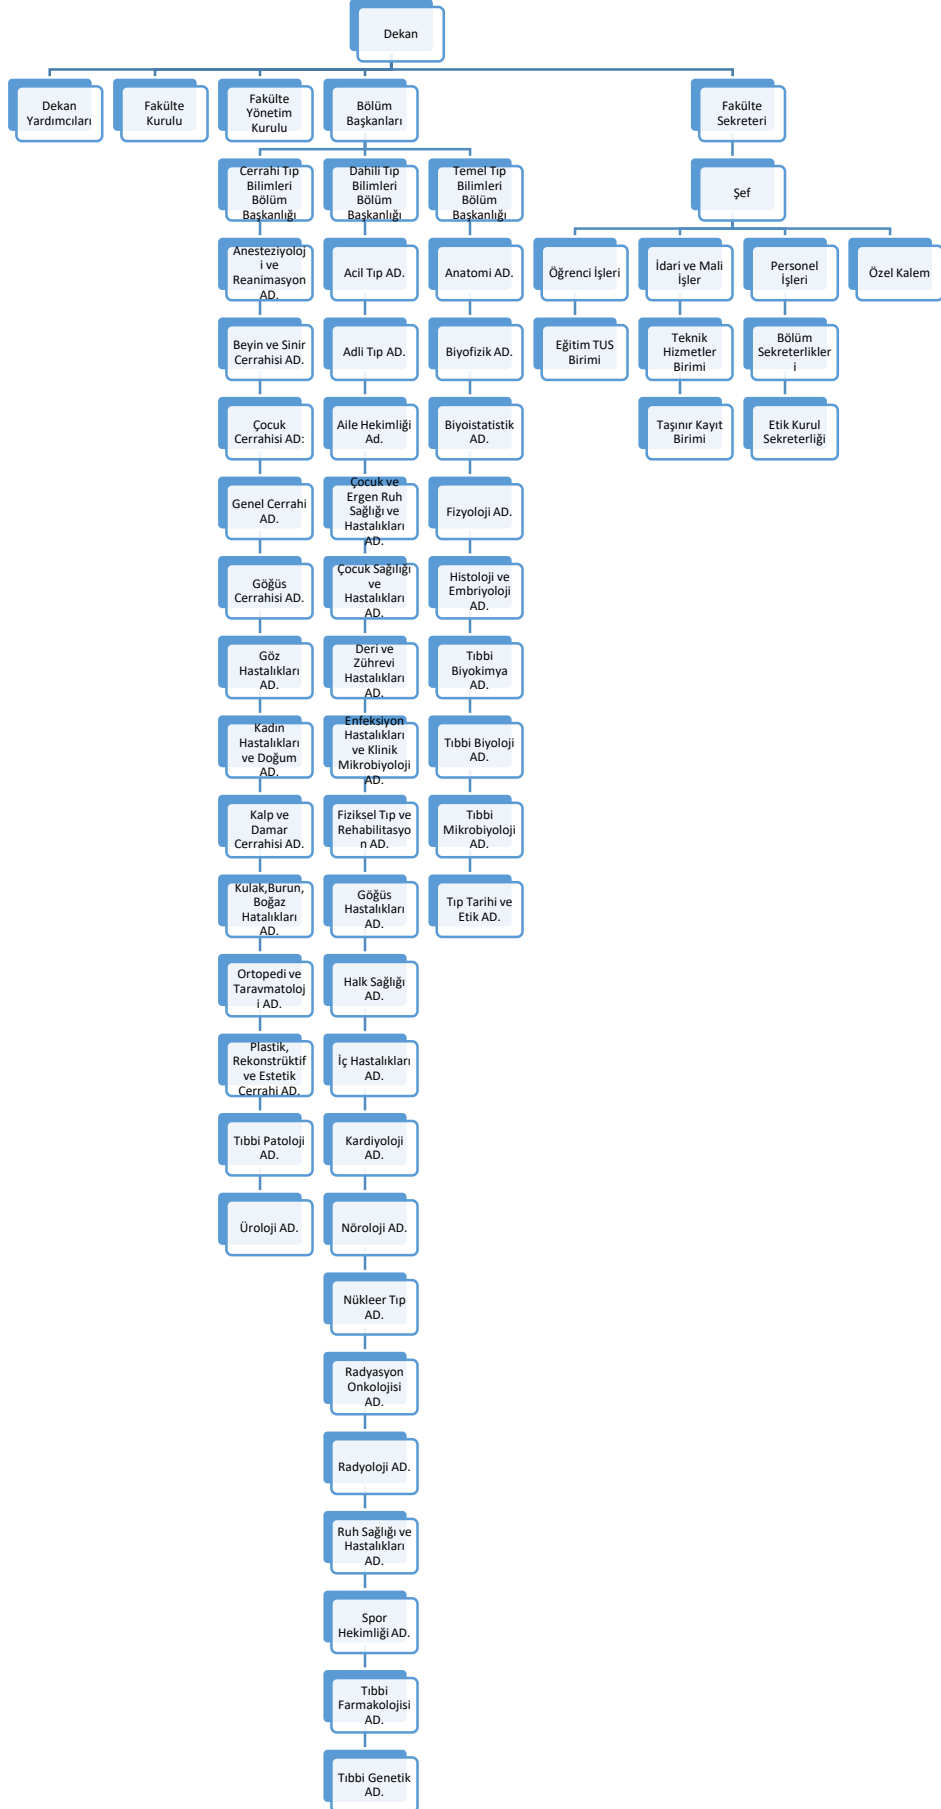 Dekan
Dekan
Yardımcıları
Fakülte
Kurulu
Fakülte
Yönetim
Kurulu
Bölüm
Başkanları
Fakülte
Sekreteri
Cerrahi Tıp
Bilimleri
Bölüm
Başkanlığı
Dahili Tıp
Bilimleri
Bölüm
Başkanlığı
Temel Tıp
Bilimleri
Bölüm
Başkanlığı
Şef
Anesteziyoloj
i ve
Reanimasyon
AD.
Acil Tıp AD.
Anatomi AD.
Öğrenci İşleri
İdari ve Mali
İşler
Personel
İşleri
Özel Kalem
Beyin ve Sinir
Cerrahisi AD.
Adli Tıp AD.
Biyofizik AD.
Eğitim TUS
Birimi
Teknik
Hizmetler
Birimi
Bölüm
Sekreterlikler
i
Çocuk
Cerrahisi AD:
Aile Hekimliği
Ad.
Biyoistatistik
AD.
Taşınır Kayıt
Birimi
Etik Kurul
Sekreterliği
Genel Cerrahi
AD.
Çocuk ve
Ergen Ruh
Sağlığı ve
Hastalıkları
AD.
Fizyoloji AD.
Göğüs
Cerrahisi AD.
Çocuk Sağılığı
ve
Hastalıkları
AD.
Histoloji ve
Embriyoloji
AD.
Göz
Hastalıkları
AD.
Deri ve
Zührevi
Hastalıkları
AD.
Tıbbi
Biyokimya
AD.
Kadın
Hastalıkları
ve Doğum
AD.
Enfeksiyon
Hastalıkları
ve Klinik
Mikrobiyoloji
AD.
Tıbbi Biyoloji
AD.
Kalp ve
Damar
Cerrahisi AD.
Fiziksel Tıp ve
Rehabilitasyo
n AD.
Tıbbi
Mikrobiyoloji
AD.
Kulak,Burun,
Boğaz
Hatalıkları
AD.
Göğüs
Hastalıkları
AD.
Tıp Tarihi ve
Etik AD.
Ortopedi ve
Taravmatoloj
i AD.
Halk Sağlığı
AD.
Plastik,
Rekonstrüktif
ve Estetik
Cerrahi AD.
İç Hastalıkları
AD.
Tıbbi Patoloji
AD.
Kardiyoloji
AD.
Üroloji AD.
Nöroloji AD.
Nükleer Tıp
AD.
Radyasyon
Onkolojisi
AD.
Radyoloji AD.
Ruh Sağlığı ve
Hastalıkları
AD.
Spor
Hekimliği AD.
Tıbbi
Farmakolojisi
AD.
Tıbbi Genetik
AD.